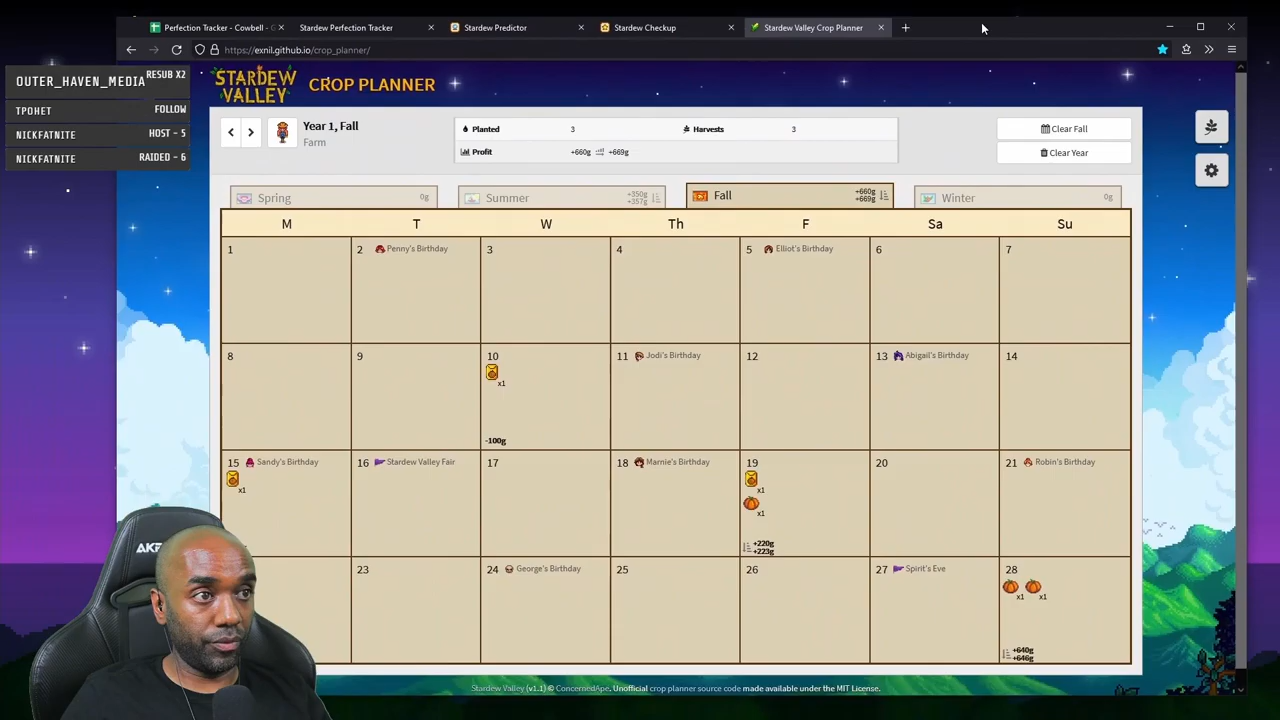 Perfection Tracker - Cowbell - G
Stardew Perfection Tracker
Stardew Predictor
Stardew Checkup
Stardew Valley Crop Planner
https://exnil.github.io/crop_planner/
OUTER_HAVEN_MEDIA RESUB X2
TPOHET FOLLOW
NICKFATNITE HOST - 5
NICKFATNITE RAIDED - 6
STARDEW VALLEY
CROP PLANNER
Year 1, Fall
Farm
Planted 3 Harvests 3
Profit +660g +669g
Clear Fall
Clear Year
Spring 0g
Summer +350g +357g
Fall +660g +669g
Winter 0g
M T W Th F Sa Su
1
2 Penny's Birthday
3
4
5 Elliot's Birthday
6
7
8
9
10 x1 -100g
11 Jodi's Birthday
12
13 Abigail's Birthday
14
15 Sandy's Birthday x1
16 Stardew Valley Fair
17
18 Marnie's Birthday
19 x1 x1 +220g +223g
20
21 Robin's Birthday
23
24 George's Birthday
25
26
27 Spirit's Eve
28 x1 x1 +640g +646g
Stardew Valley (v1.1) © ConcernedApe. Unofficial crop planner source code made available under the MIT License.